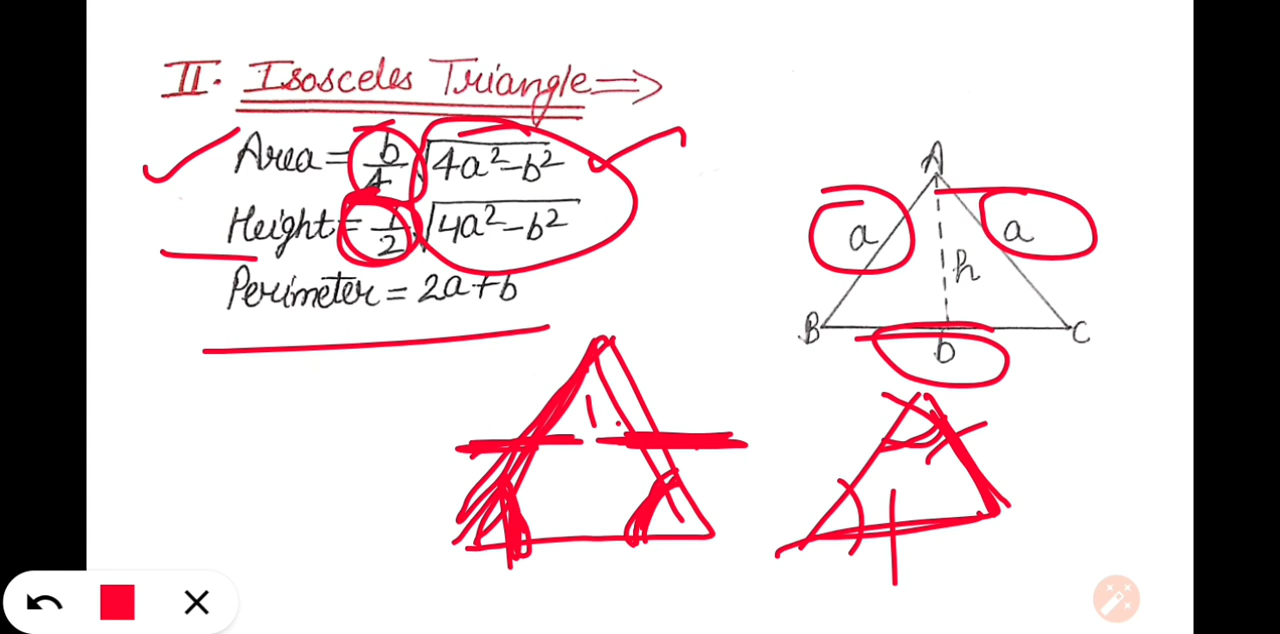 II. Isosceles Triangle ⇒
Area = b/4 √4a²-b²
Height = 1/2 √4a²-b²
Perimeter = 2a+b
A
a
a
h
B
b
C